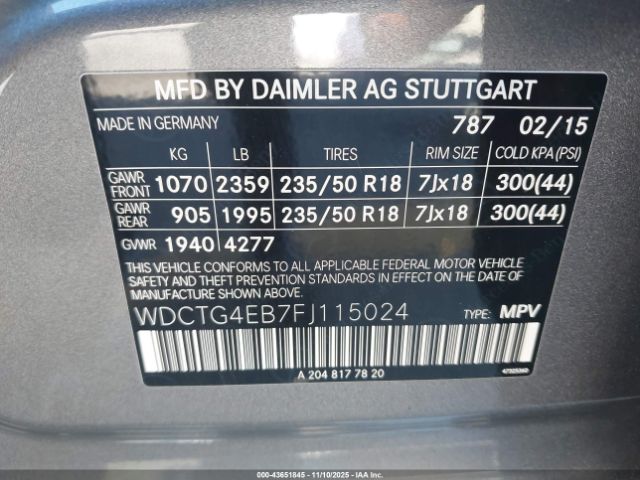 MFD BY DAIMLER AG STUTTGART
MADE IN GERMANY 787 02/15
KG LB TIRES RIM SIZE COLD KPA(PSI)
GAWR FRONT 1070 2359 235/50 R18 7Jx18 300(44)
GAWR REAR 905 1995 235/50 R18 7Jx18 300(44)
GVWR 1940 4277
THIS VEHICLE CONFORMS TO ALL APPLICABLE FEDERAL MOTOR VEHICLE
SAFETY AND THEFT PREVENTION STANDARDS IN EFFECT ON THE DATE
OF MANUFACTURE SHOWN ABOVE.
WDCTG4EB7FJ115024 TYPE: MPV
A 204 817 78 20
000-43651845 - 11/10/2025 - IAAI.CA